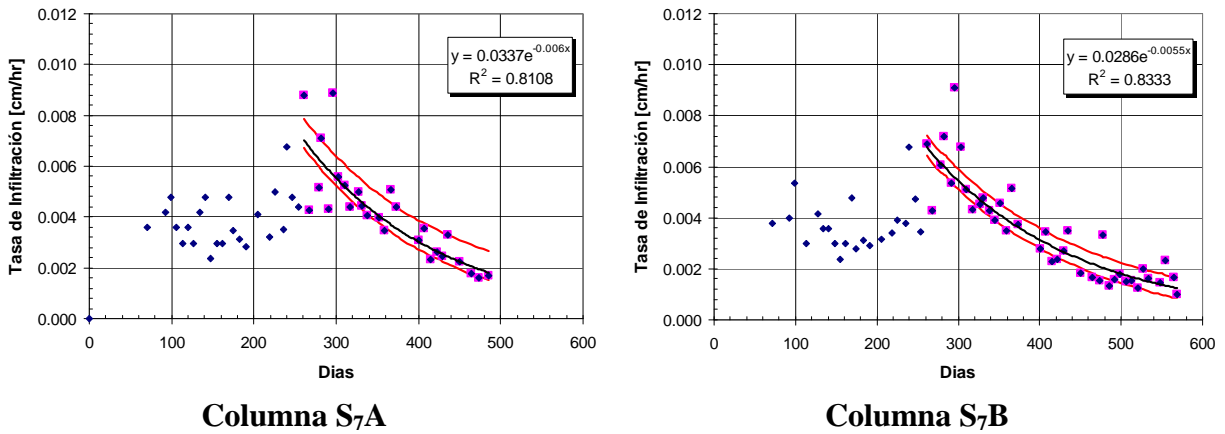 0.012
0.010
0.008
0.006
0.004
0.002
0.000
Tasa de Infiltración [cm/hr]
y = 0.0337e^-0.006x
R² = 0.8108
0 100 200 300 400 500 600
Dias
Columna S₇A
0.012
0.010
0.008
0.006
0.004
0.002
0.000
Tasa de Infiltración [cm/hr]
y = 0.0286e^-0.0055x
R² = 0.8333
0 100 200 300 400 500 600
Dias
Columna S₇B